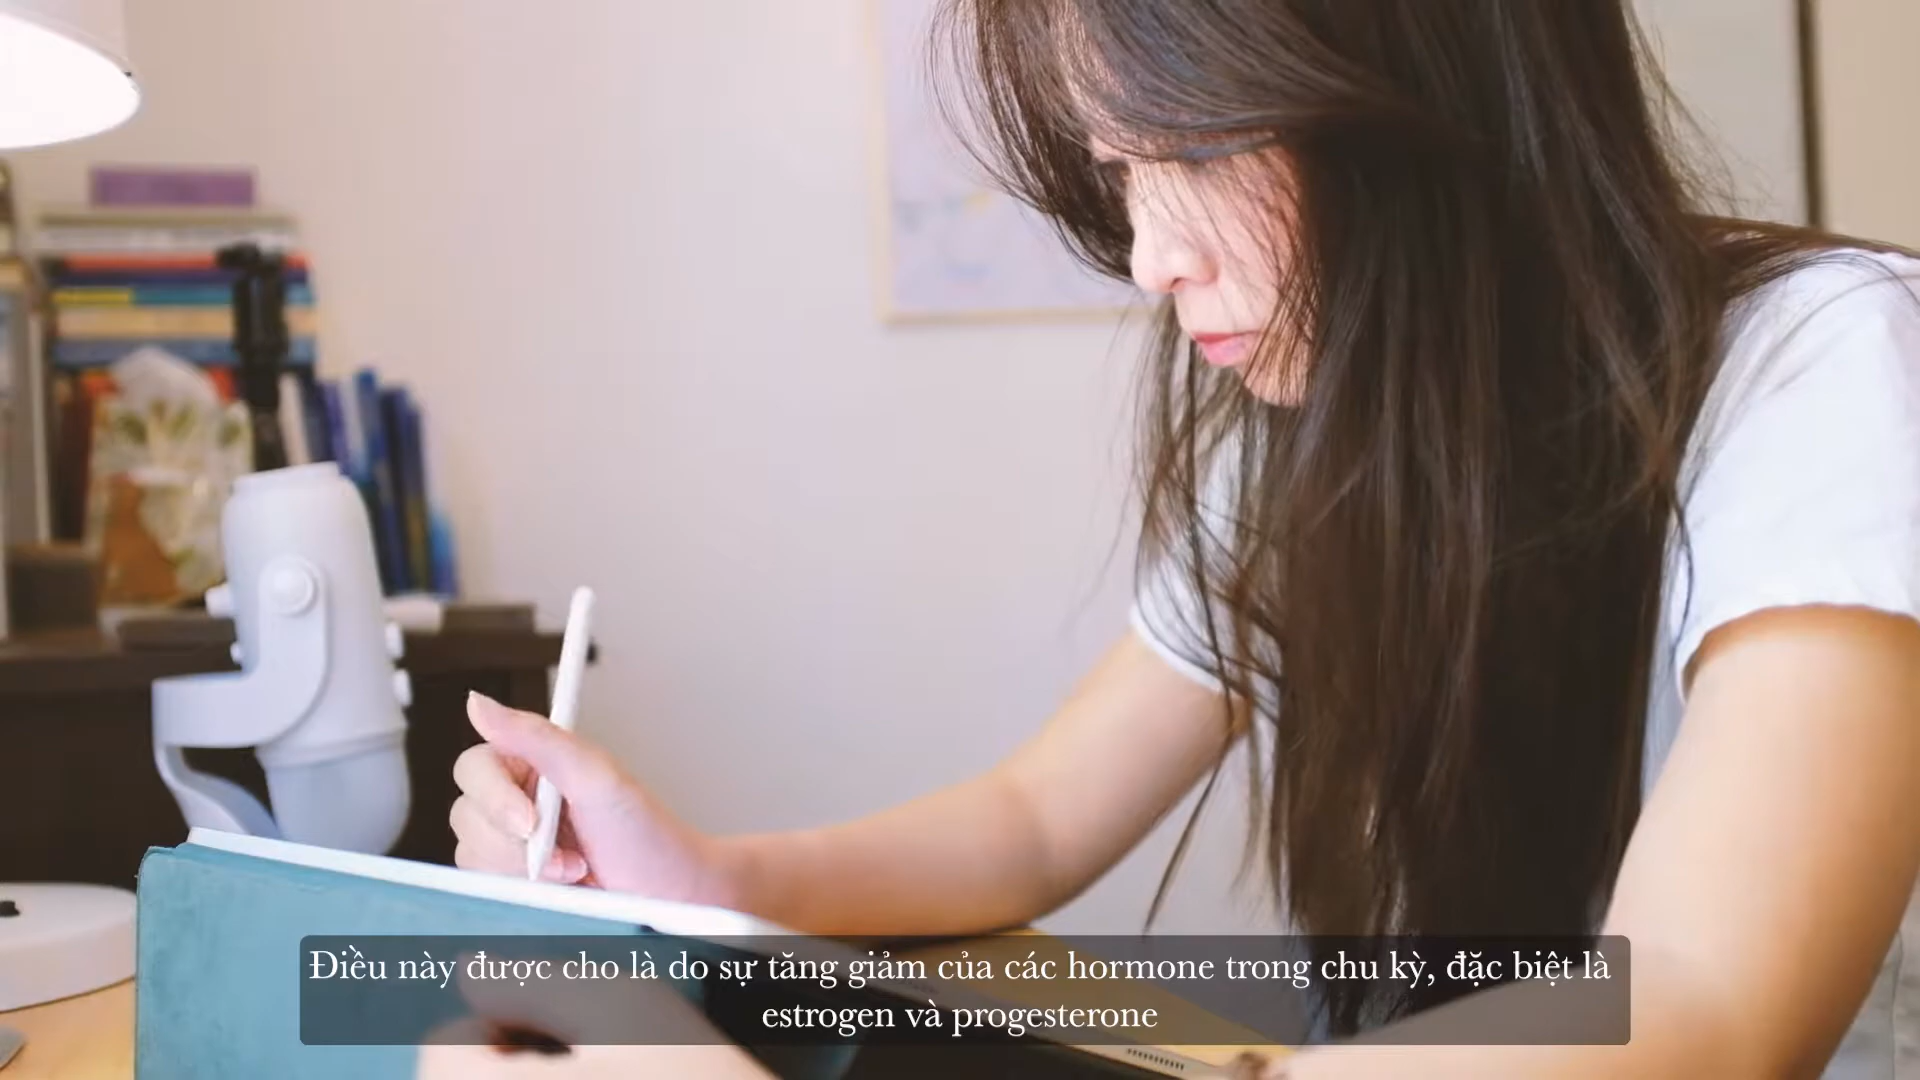 Điều này được cho là do sự tăng giảm của các hormone trong chu kỳ, đặc biệt là
estrogen và progesterone